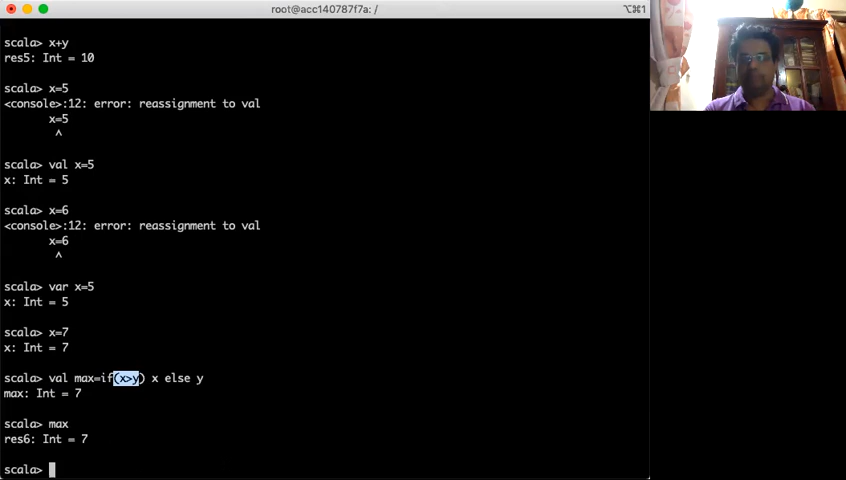 root@acc140787f7a: /
⌥⌘1
scala> x+y
res5: Int = 10
scala> x=5
<console>:12: error: reassignment to val
x=5
^
scala> val x=5
x: Int = 5
scala> x=6
<console>:12: error: reassignment to val
x=6
^
scala> var x=5
x: Int = 5
scala> x=7
x: Int = 7
scala> val max=if(x>y) x else y
max: Int = 7
scala> max
res6: Int = 7
scala>